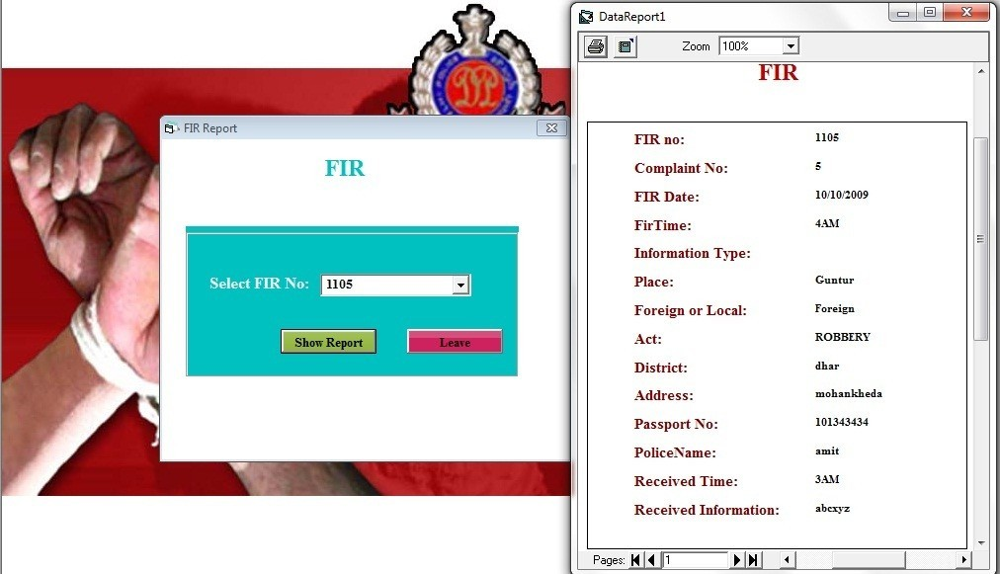 FIR Report
FIR
Select FIR No: 1105
Show Report Leave
DataReport1
Zoom 100%
FIR
FIR no: 1105
Complaint No: 5
FIR Date: 10/10/2009
FirTime: 4AM
Information Type:
Place: Guntur
Foreign or Local: Foreign
Act: ROBBERY
District: dhar
Address: mohankheda
Passport No: 101343434
PoliceName: amit
Received Time: 3AM
Received Information: abcxyz
Pages: 1